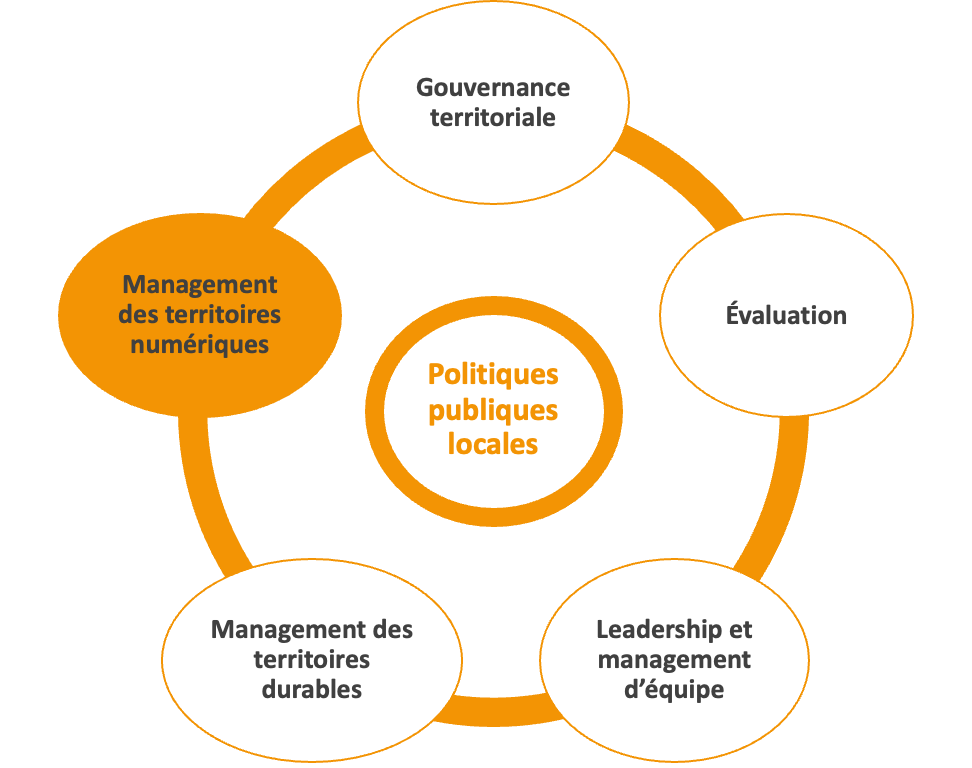 Gouvernance
territoriale
Management
des territoires
numériques
Évaluation
Politiques
publiques
locales
Management des
territoires
durables
Leadership et
management
d’équipe